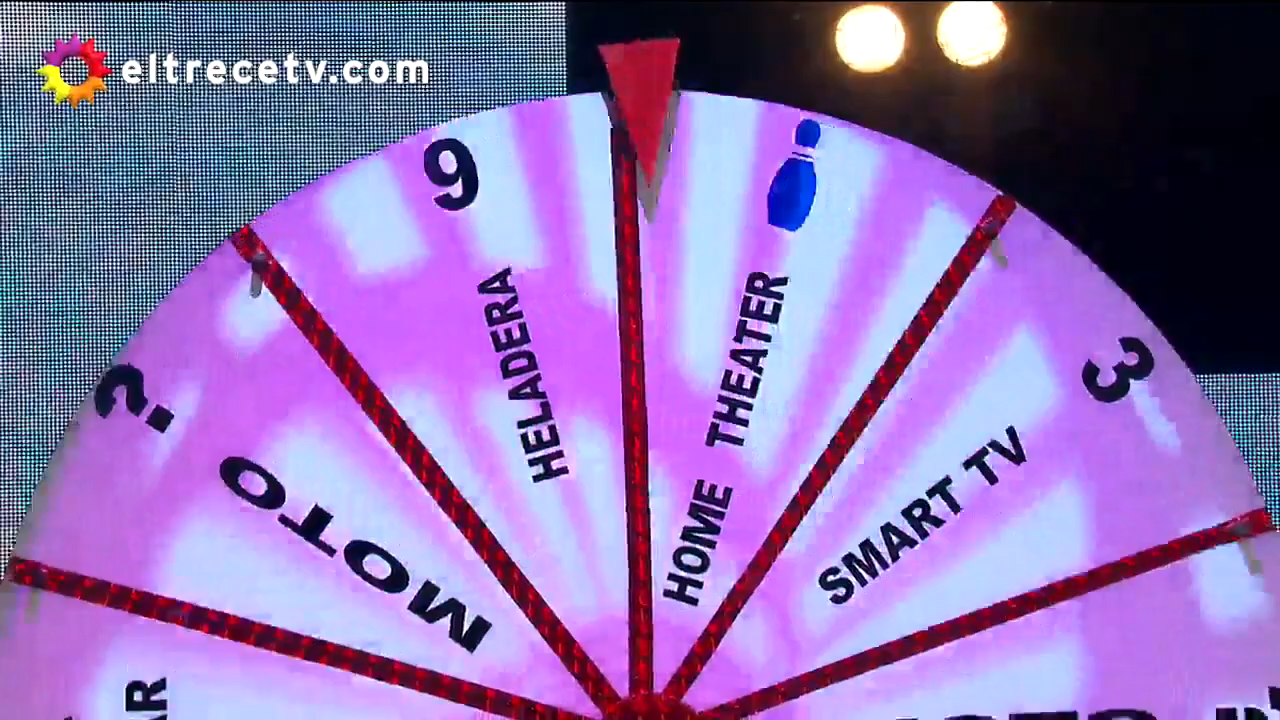 eltrecetv.com
9
HELADERA
HOME THEATER
3
SMART TV
?
MOTO